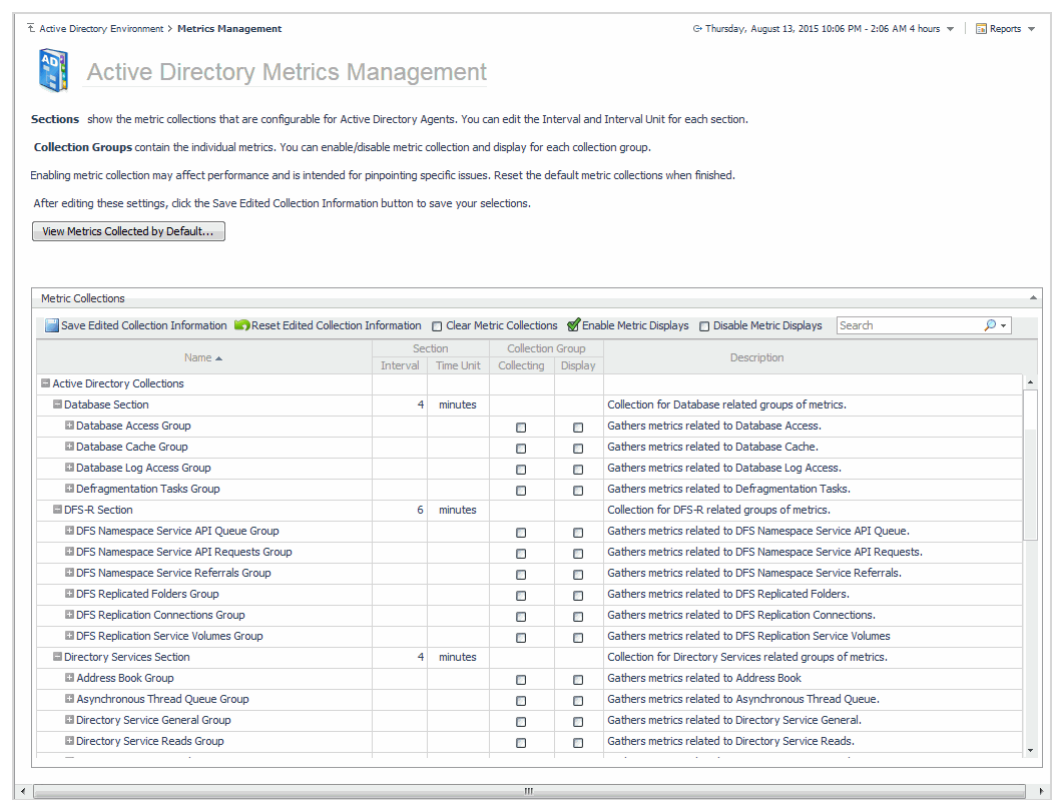 Active Directory Environment > Metrics Management Thursday, August 13, 2015 10:06 PM - 2:06 AM 4 hours Reports
AD
Active Directory Metrics Management
Sections show the metric collections that are configurable for Active Directory Agents. You can edit the Interval and Interval Unit for each section.
Collection Groups contain the individual metrics. You can enable/disable metric collection and display for each collection group.
Enabling metric collection may affect performance and is intended for pinpointing specific issues. Reset the default metric collections when finished.
After editing these settings, click the Save Edited Collection Information button to save your selections.
View Metrics Collected by Default...
Metric Collections
Save Edited Collection Information Reset Edited Collection Information Clear Metric Collections Enable Metric Displays Disable Metric Displays Search
Name Section Collection Group Description
Interval Time Unit Collecting Display
Active Directory Collections
Database Section 4 minutes Collection for Database related groups of metrics.
Database Access Group Gathers metrics related to Database Access.
Database Cache Group Gathers metrics related to Database Cache.
Database Log Access Group Gathers metrics related to Database Log Access.
Defragmentation Tasks Group Gathers metrics related to Defragmentation Tasks.
DFS-R Section 6 minutes Collection for DFS-R related groups of metrics.
DFS Namespace Service API Queue Group Gathers metrics related to DFS Namespace Service API Queue.
DFS Namespace Service API Requests Group Gathers metrics related to DFS Namespace Service API Requests.
DFS Namespace Service Referrals Group Gathers metrics related to DFS Namespace Service Referrals.
DFS Replicated Folders Group Gathers metrics related to DFS Replicated Folders.
DFS Replication Connections Group Gathers metrics related to DFS Replication Connections.
DFS Replication Service Volumes Group Gathers metrics related to DFS Replication Service Volumes
Directory Services Section 4 minutes Collection for Directory Services related groups of metrics.
Address Book Group Gathers metrics related to Address Book
Asynchronous Thread Queue Group Gathers metrics related to Asynchronous Thread Queue.
Directory Service General Group Gathers metrics related to Directory Service General.
Directory Service Reads Group Gathers metrics related to Directory Service Reads.